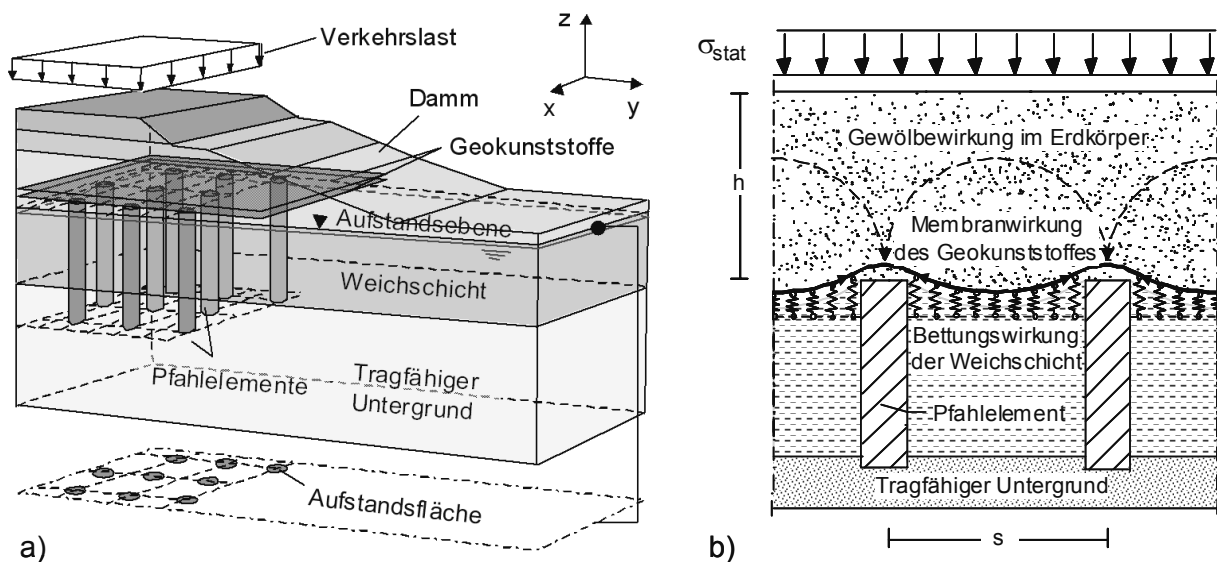 Verkehrslast
z
x
y
Damm
Geokunststoffe
Aufstandsebene
Weichschicht
Pfahlelemente
Tragfähiger
Untergrund
Aufstandsfläche
a)
σstat
h
Gewölbewirkung im Erdkörper
Membranwirkung
des Geokunststoffes
Bettungswirkung
der Weichschicht
Pfahlelement
Tragfähiger Untergrund
s
b)